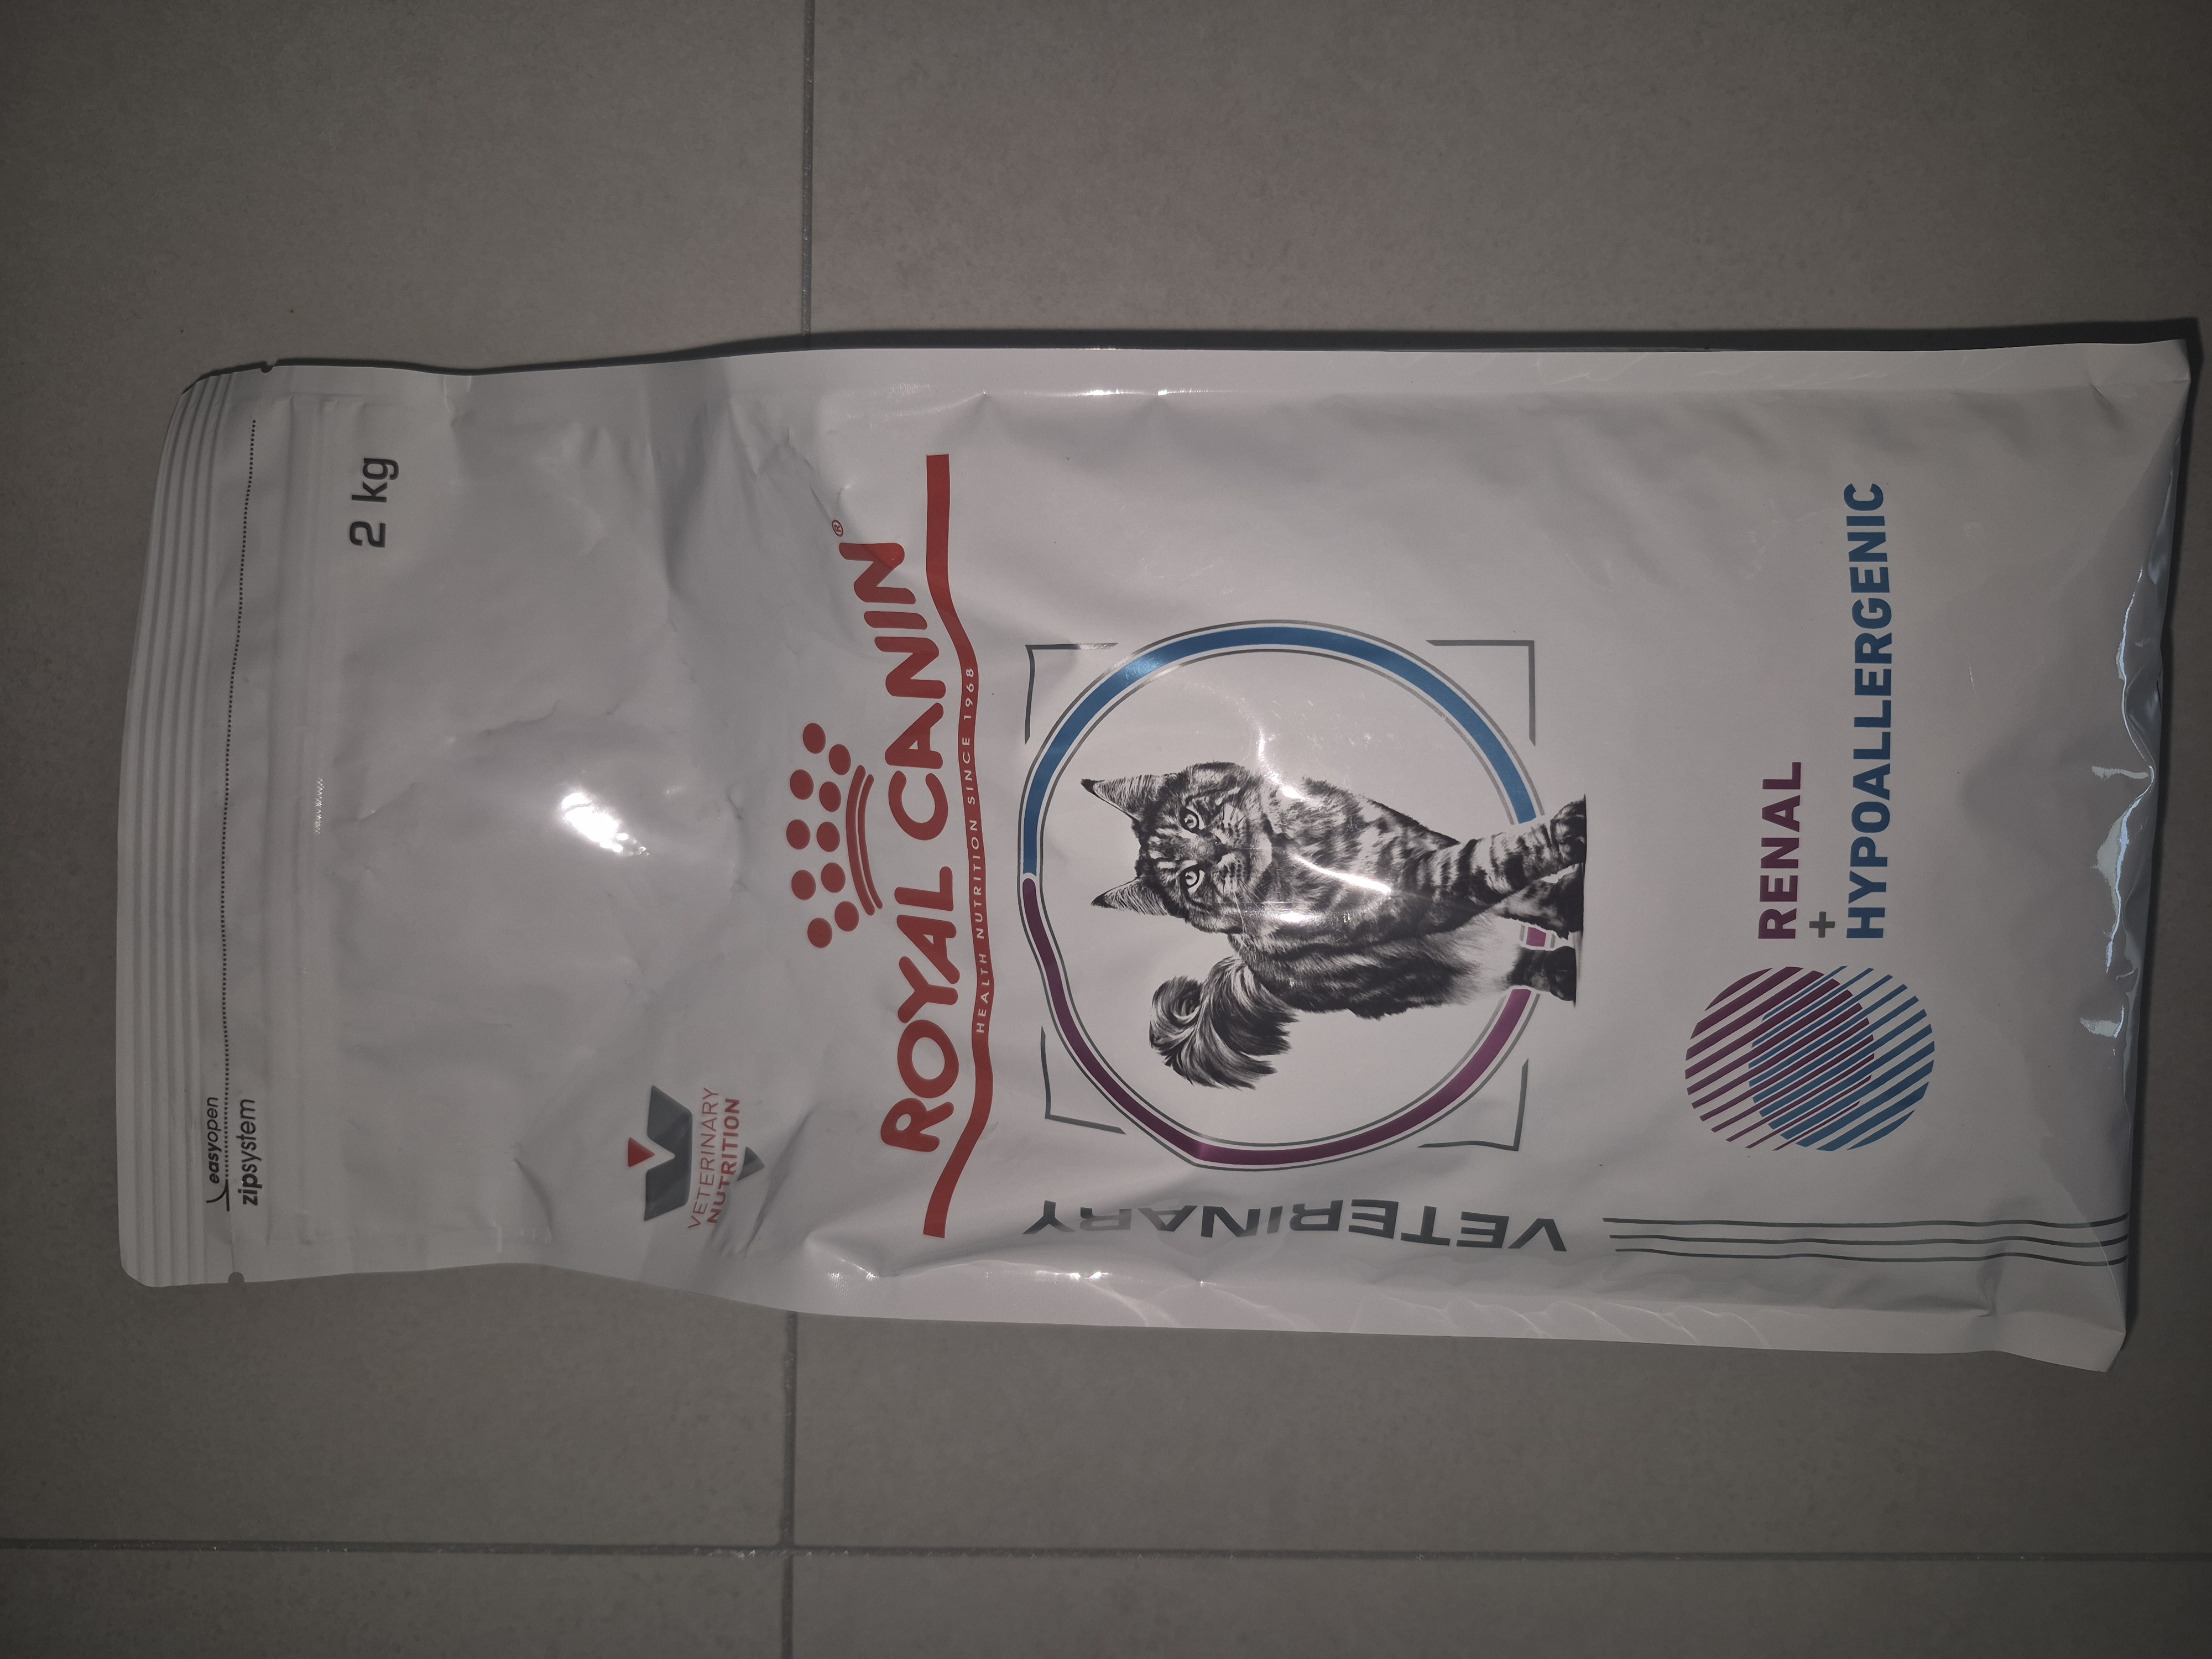 easyopen
zipsystem
2 kg
VETERINARY
NUTRITION
ROYAL CANIN®
HEALTH NUTRITION SINCE 1968
VETERINARY
RENAL
+
HYPOALLERGENIC